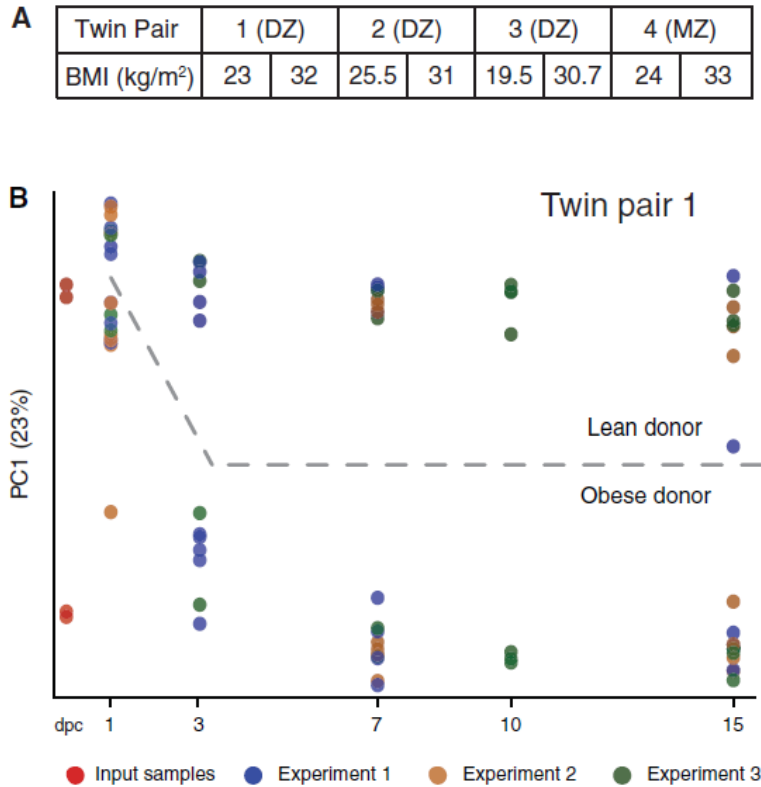 A
Twin Pair 1 (DZ) 2 (DZ) 3 (DZ) 4 (MZ)
BMI (kg/m²) 23 32 25.5 31 19.5 30.7 24 33
B
Twin pair 1
PC1 (23%)
Lean donor
Obese donor
dpc 1 3 7 10 15
Input samples Experiment 1 Experiment 2 Experiment 3